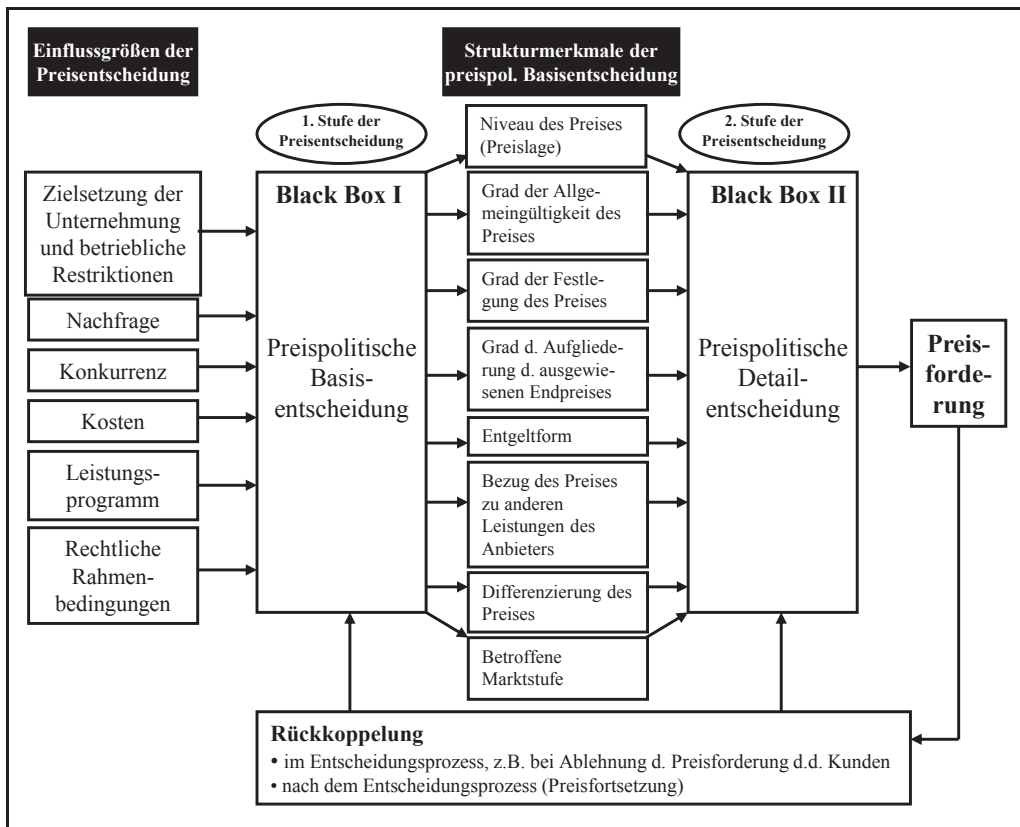 Einflussgrößen der
Preisentscheidung
Strukturmerkmale der
preispol. Basisentscheidung
1. Stufe der
Preisentscheidung
2. Stufe der
Preisentscheidung
Zielsetzung der
Unternehmung
und betriebliche
Restriktionen
Nachfrage
Konkurrenz
Kosten
Leistungs-
programm
Rechtliche
Rahmen-
bedingungen
Black Box I
Preispolitische
Basis-
entscheidung
Niveau des Preises
(Preislage)
Grad der Allge-
meingültigkeit des
Preises
Grad der Festle-
gung des Preises
Grad d. Aufgliede-
rung d. ausgewie-
senen Endpreises
Entgeltform
Bezug des Preises
zu anderen
Leistungen des
Anbieters
Differenzierung des
Preises
Betroffene
Marktstufe
Black Box II
Preispolitische
Detail-
entscheidung
Preis-
forde-
rung
Rückkoppelung
• im Entscheidungsprozess, z.B. bei Ablehnung d. Preisforderung d.d. Kunden
• nach dem Entscheidungsprozess (Preisfortsetzung)